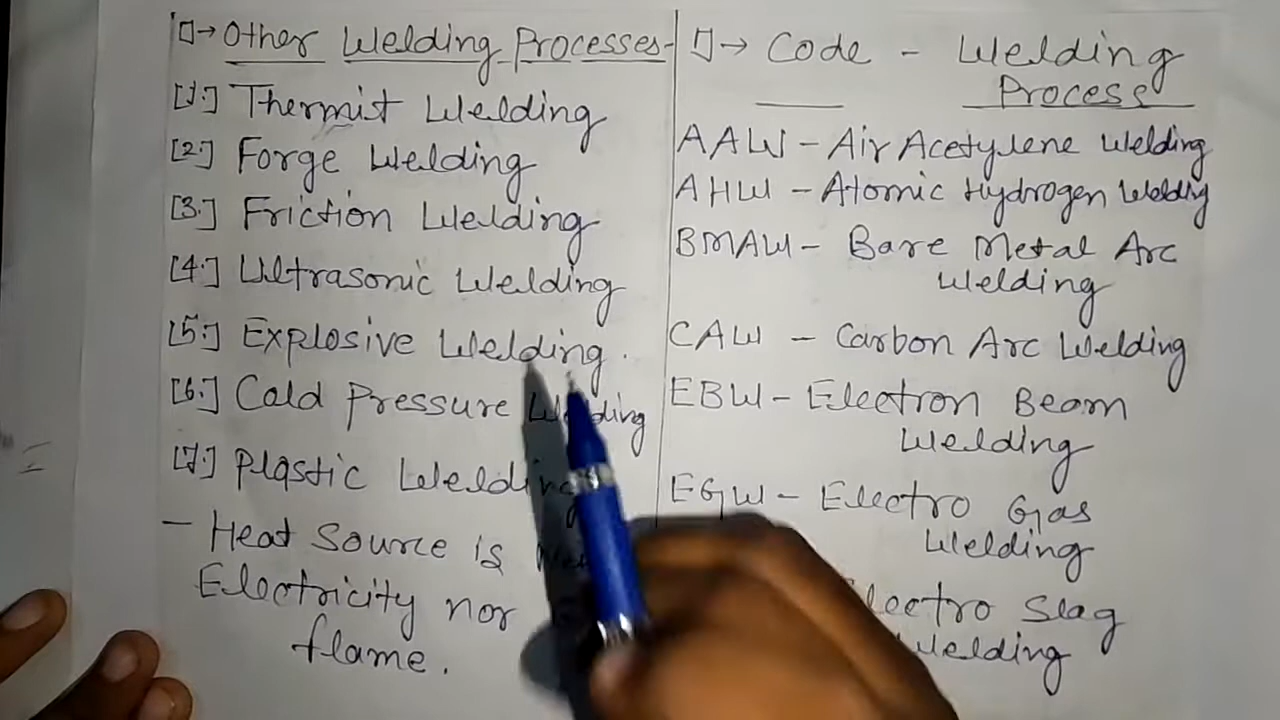 → Other Welding Processes-
[1.] Thermit Welding
[2.] Forge Welding
[3.] Friction Welding
[4.] Ultrasonic Welding
[5.] Explosive Welding.
[6.] Cold Pressure Welding
[7.] Plastic Welding
- Heat Source is
Electricity nor
flame.
→ Code - Welding
Process
AAW - Air Acetylene Welding
AHW - Atomic Hydrogen Welding
BMAW - Bare Metal Arc
Welding
CAW - Carbon Arc Welding
EBW - Electron Beam
Welding
EGW - Electro Gas
Welding
Slag
Welding